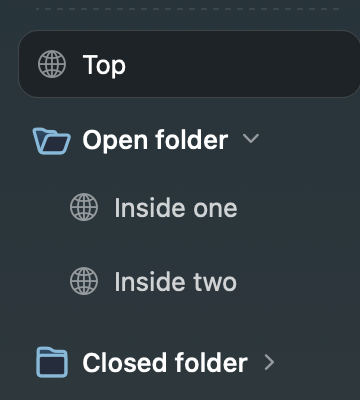 Top
Open folder
Inside one
Inside two
Closed folder